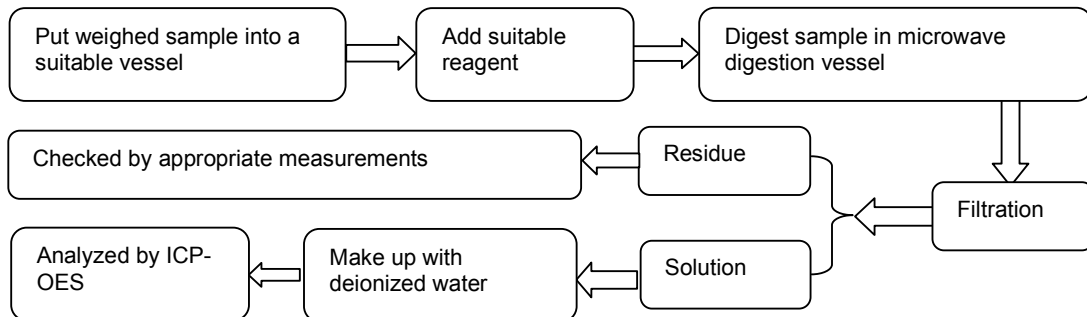 Put weighed sample into a
suitable vessel
Add suitable
reagent
Digest sample in microwave
digestion vessel
Filtration
Residue
Checked by appropriate measurements
Solution
Make up with
deionized water
Analyzed by ICP-
OES